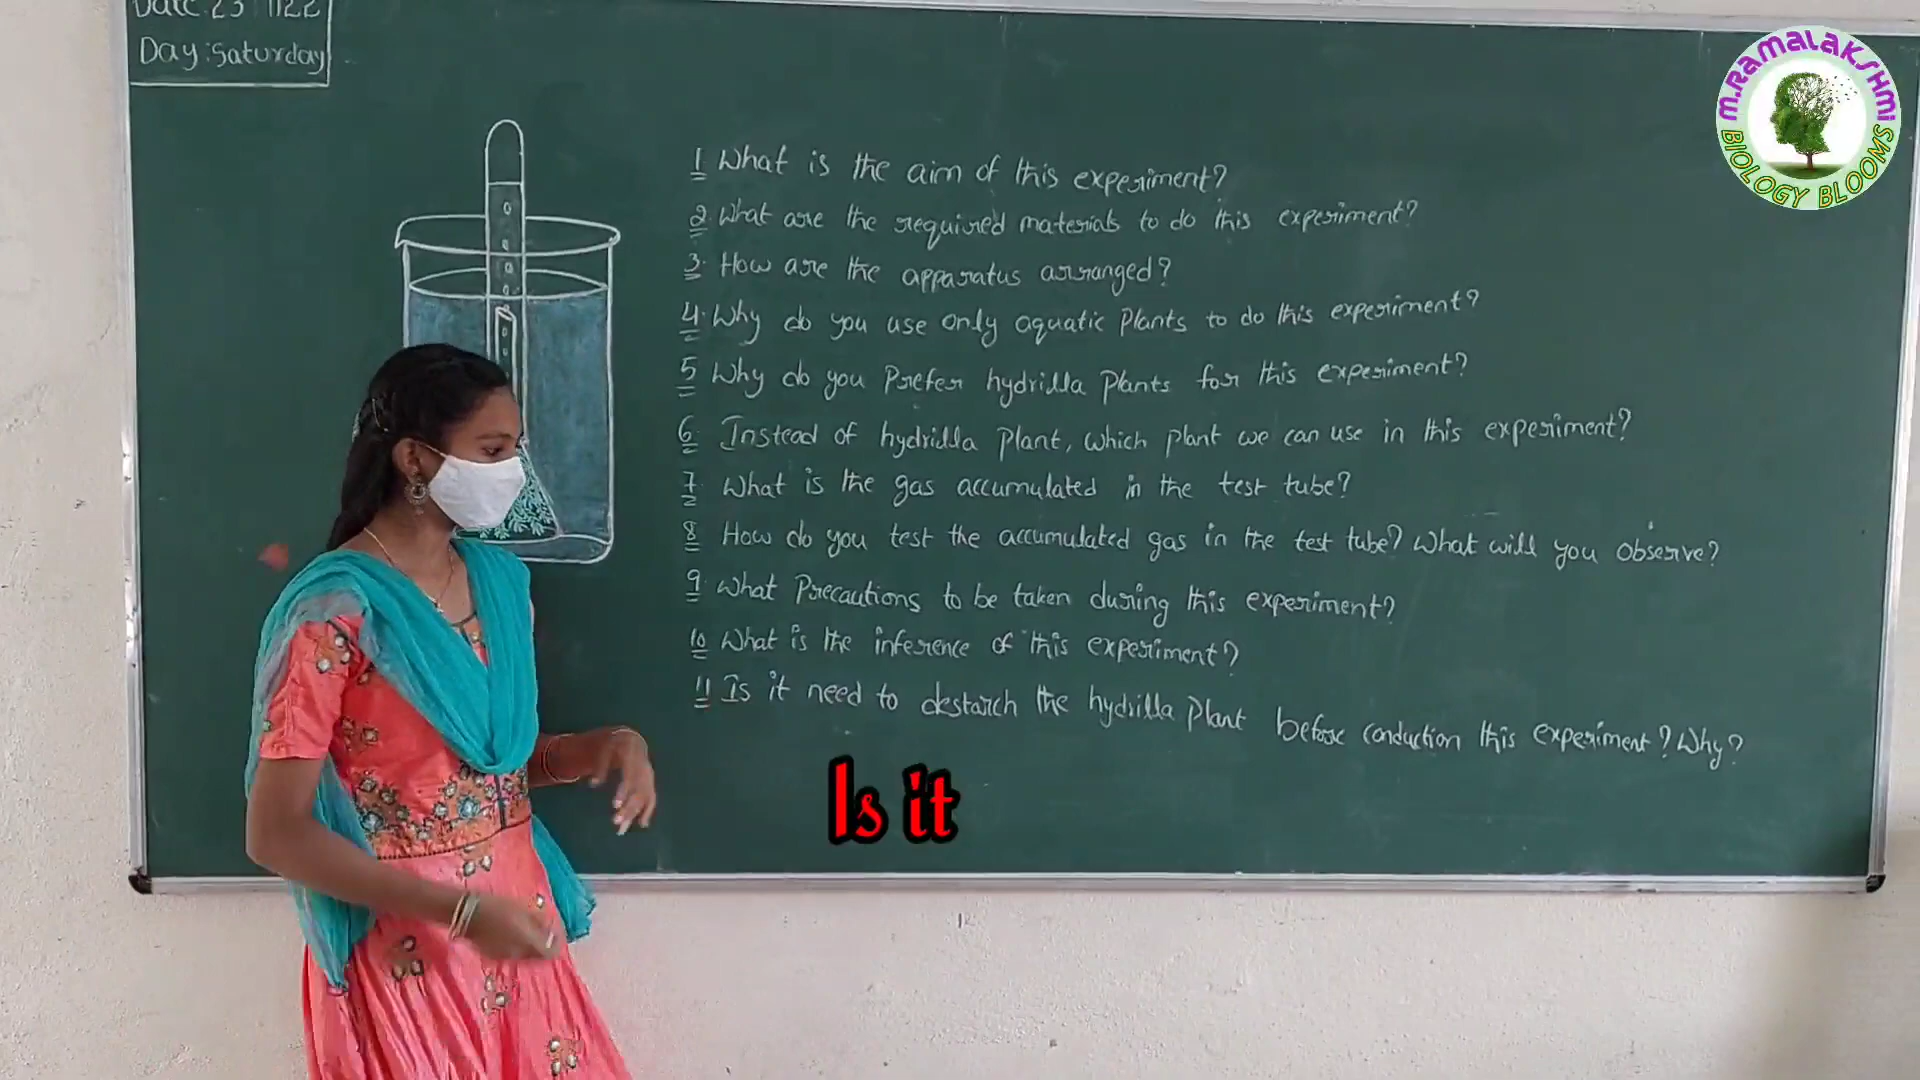 Date: 23 1122
Day: Saturday
M.RAMALAKSHMI
BIOLOGY BLOOMS
1 What is the aim of this experiment?
2 What are the required materials to do this experiment?
3. How are the apparatus arranged?
4. Why do you use only aquatic plants to do this experiment?
5 Why do you Prefer hydrilla plants for this experiment?
6. Instead of hydrilla plant, which plant we can use in this experiment?
7. What is the gas accumulated in the test tube?
8 How do you test the accumulated gas in the test tube? What will you observe?
9. What Precautions to be taken during this experiment?
10 What is the inference of this experiment?
11 Is it need to destarch the hydrilla plant before conduction this experiment? Why?
Is it